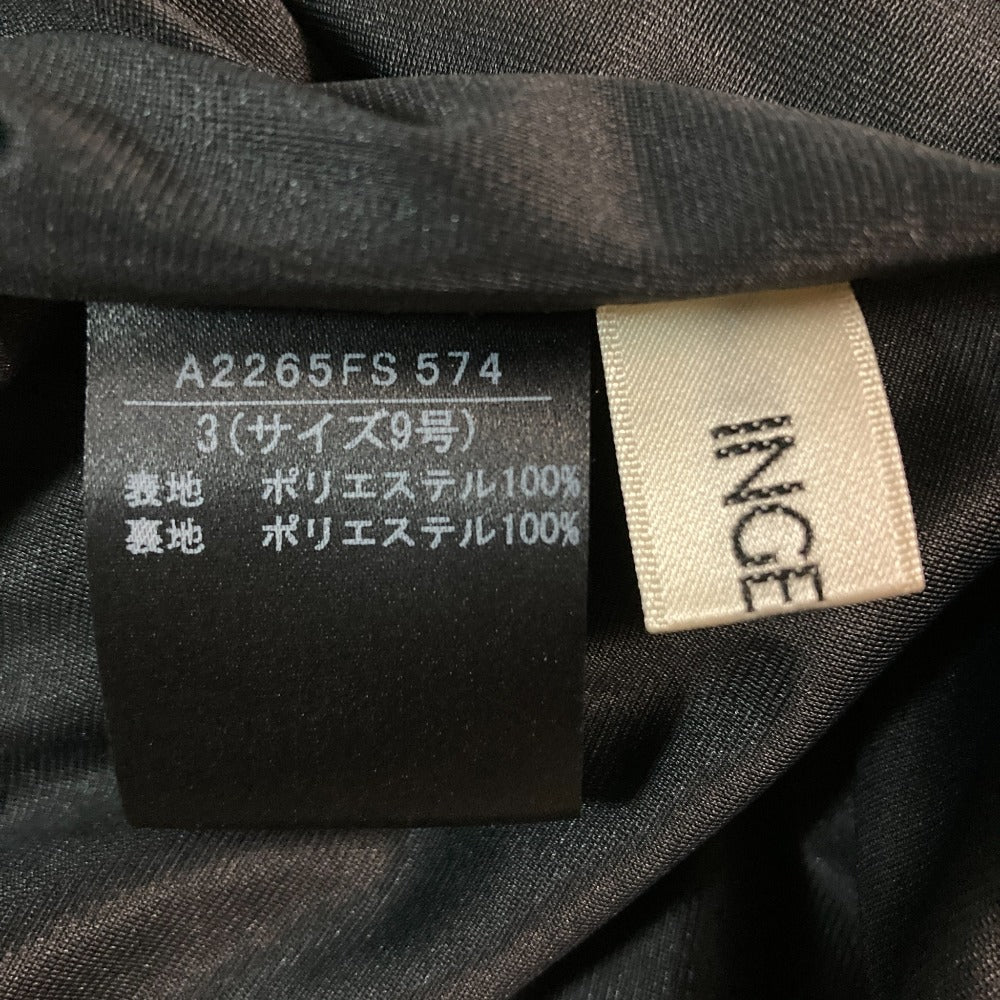 A2265FS 574
3(サイズ9号)
表地 ポリエステル100%
裏地 ポリエステル100%
INGE